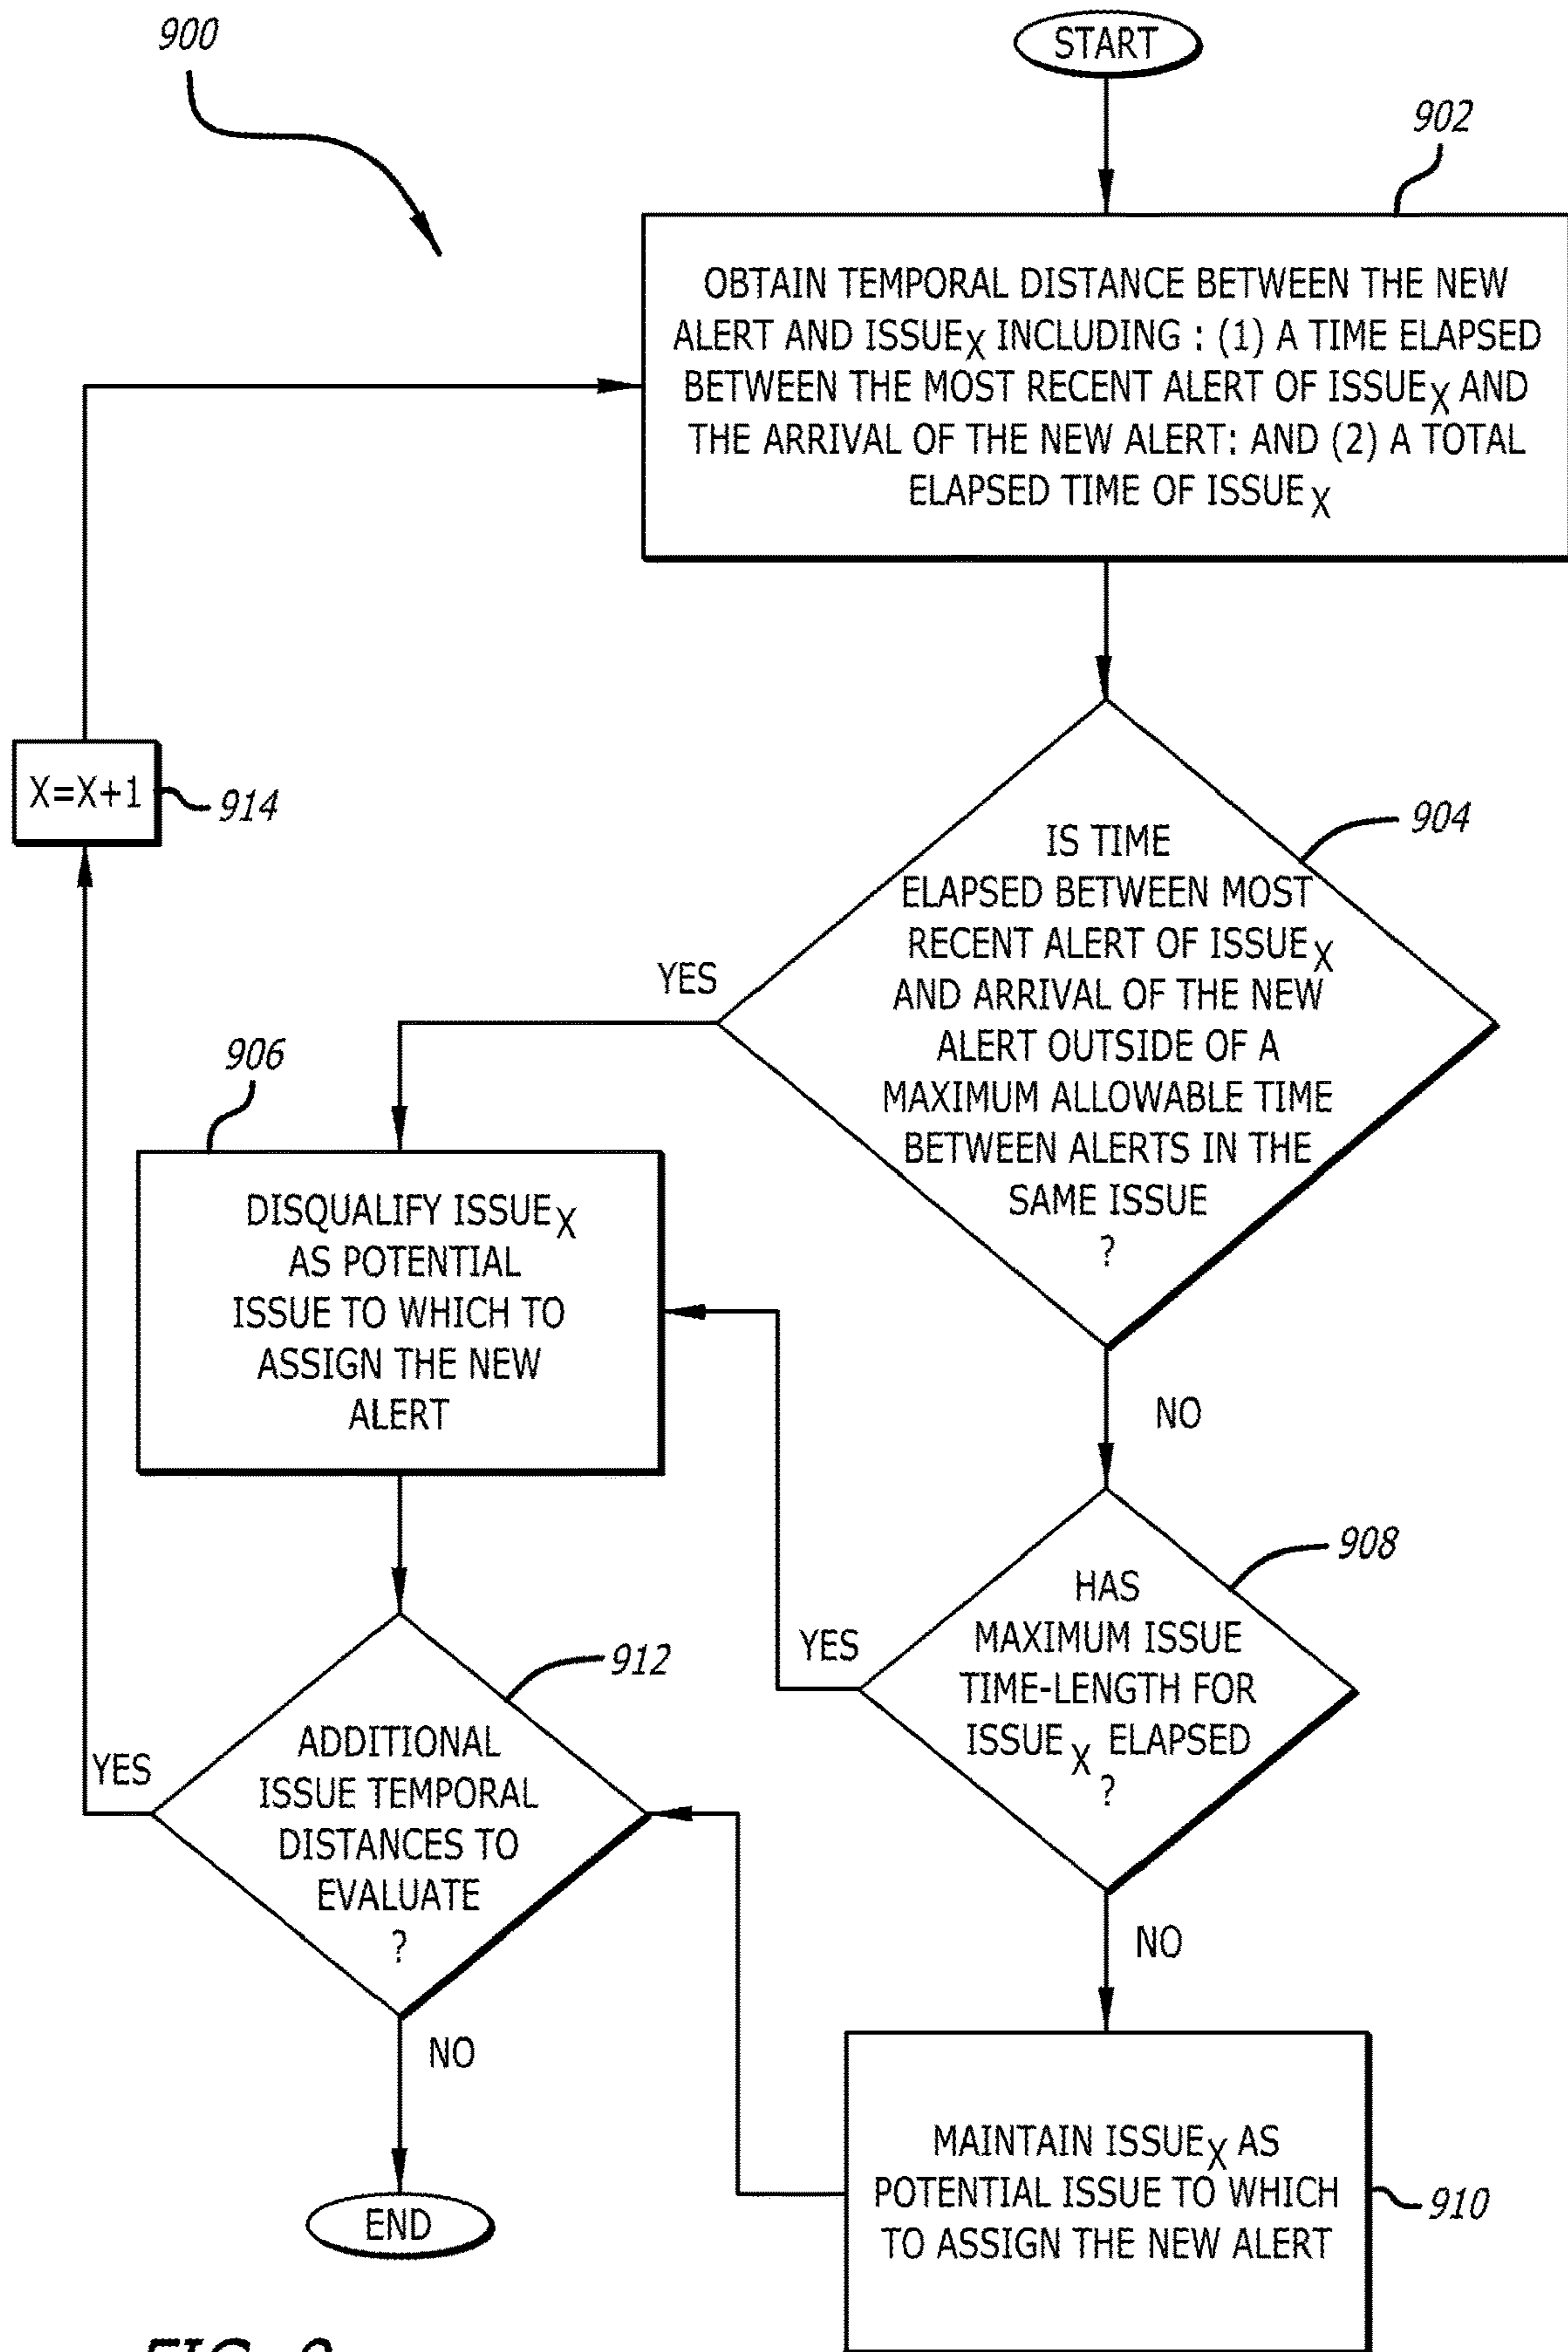 900
START
902
OBTAIN TEMPORAL DISTANCE BETWEEN THE NEW
ALERT AND ISSUEX INCLUDING : (1) A TIME ELAPSED
BETWEEN THE MOST RECENT ALERT OF ISSUEX AND
THE ARRIVAL OF THE NEW ALERT: AND (2) A TOTAL
ELAPSED TIME OF ISSUEX
X=X+1
914
904
IS TIME
ELAPSED BETWEEN MOST
RECENT ALERT OF ISSUEX
AND ARRIVAL OF THE NEW
ALERT OUTSIDE OF A
MAXIMUM ALLOWABLE TIME
BETWEEN ALERTS IN THE
SAME ISSUE
?
YES
NO
906
DISQUALIFY ISSUEX
AS POTENTIAL
ISSUE TO WHICH TO
ASSIGN THE NEW
ALERT
908
HAS
MAXIMUM ISSUE
TIME-LENGTH FOR
ISSUEX ELAPSED
?
YES
NO
912
ADDITIONAL
ISSUE TEMPORAL
DISTANCES TO
EVALUATE
?
YES
NO
END
MAINTAIN ISSUEX AS
POTENTIAL ISSUE TO WHICH
TO ASSIGN THE NEW ALERT
910